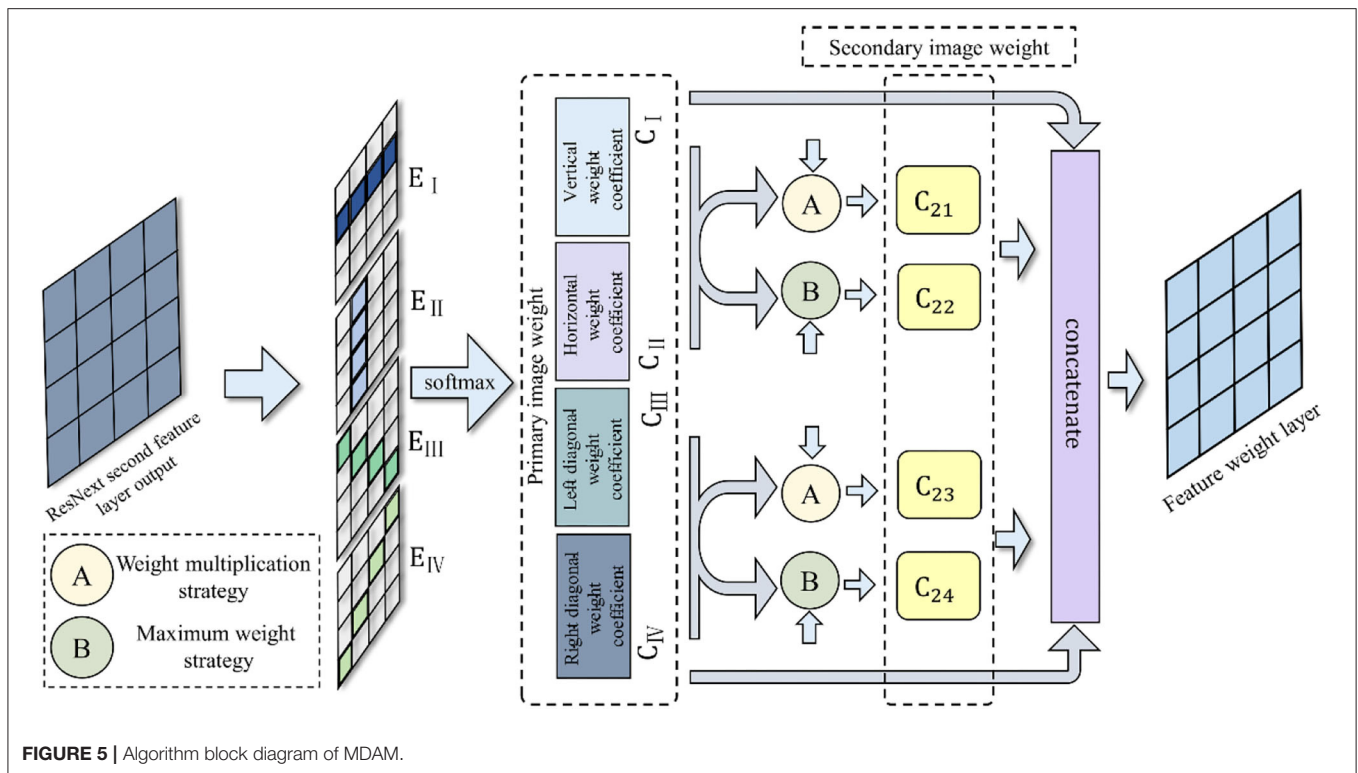 Secondary image weight
E I
E II
E III
E IV
softmax
ResNext second feature
layer output
A
Weight multiplication
strategy
B
Maximum weight
strategy
Primary image weight
Vertical
weight
coefficient
C I
Horizontal
weight
coefficient
C II
Left diagonal
weight
coefficient
C III
Right diagonal
weight
coefficient
C IV
A
B
A
B
C21
C22
C23
C24
concatenate
Feature weight layer
FIGURE 5 | Algorithm block diagram of MDAM.